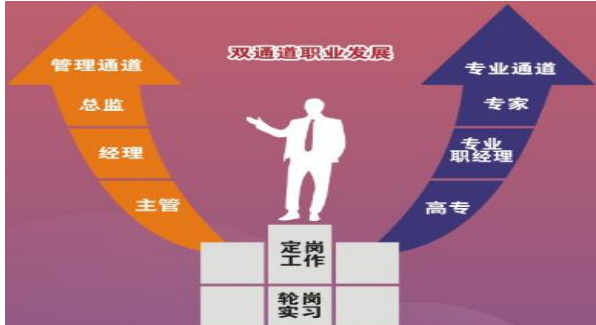 双通道职业发展
管理通道
总监
经理
主管
专业通道
专家
专业
职经理
高专
定岗
工作
轮岗
实习